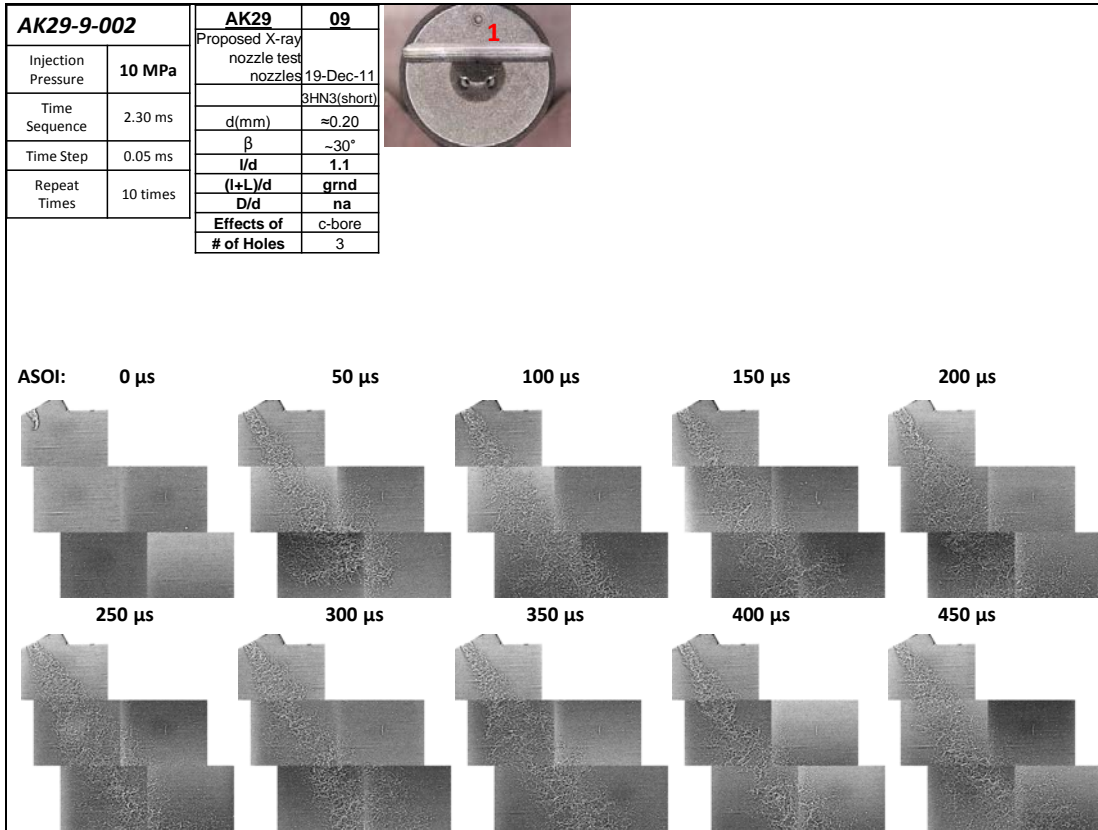 AK29-9-002
Injection
Pressure
10 MPa
Time
Sequence
2.30 ms
Time Step
0.05 ms
Repeat
Times
10 times
AK29 09
Proposed X-ray
nozzle test
nozzles 19-Dec-11
3HN3(short)
d(mm) ≈0.20
β ~30°
l/d 1.1
(l+L)/d grnd
D/d na
Effects of c-bore
# of Holes 3
1
ASOI: 0 µs 50 µs 100 µs 150 µs 200 µs
250 µs 300 µs 350 µs 400 µs 450 µs